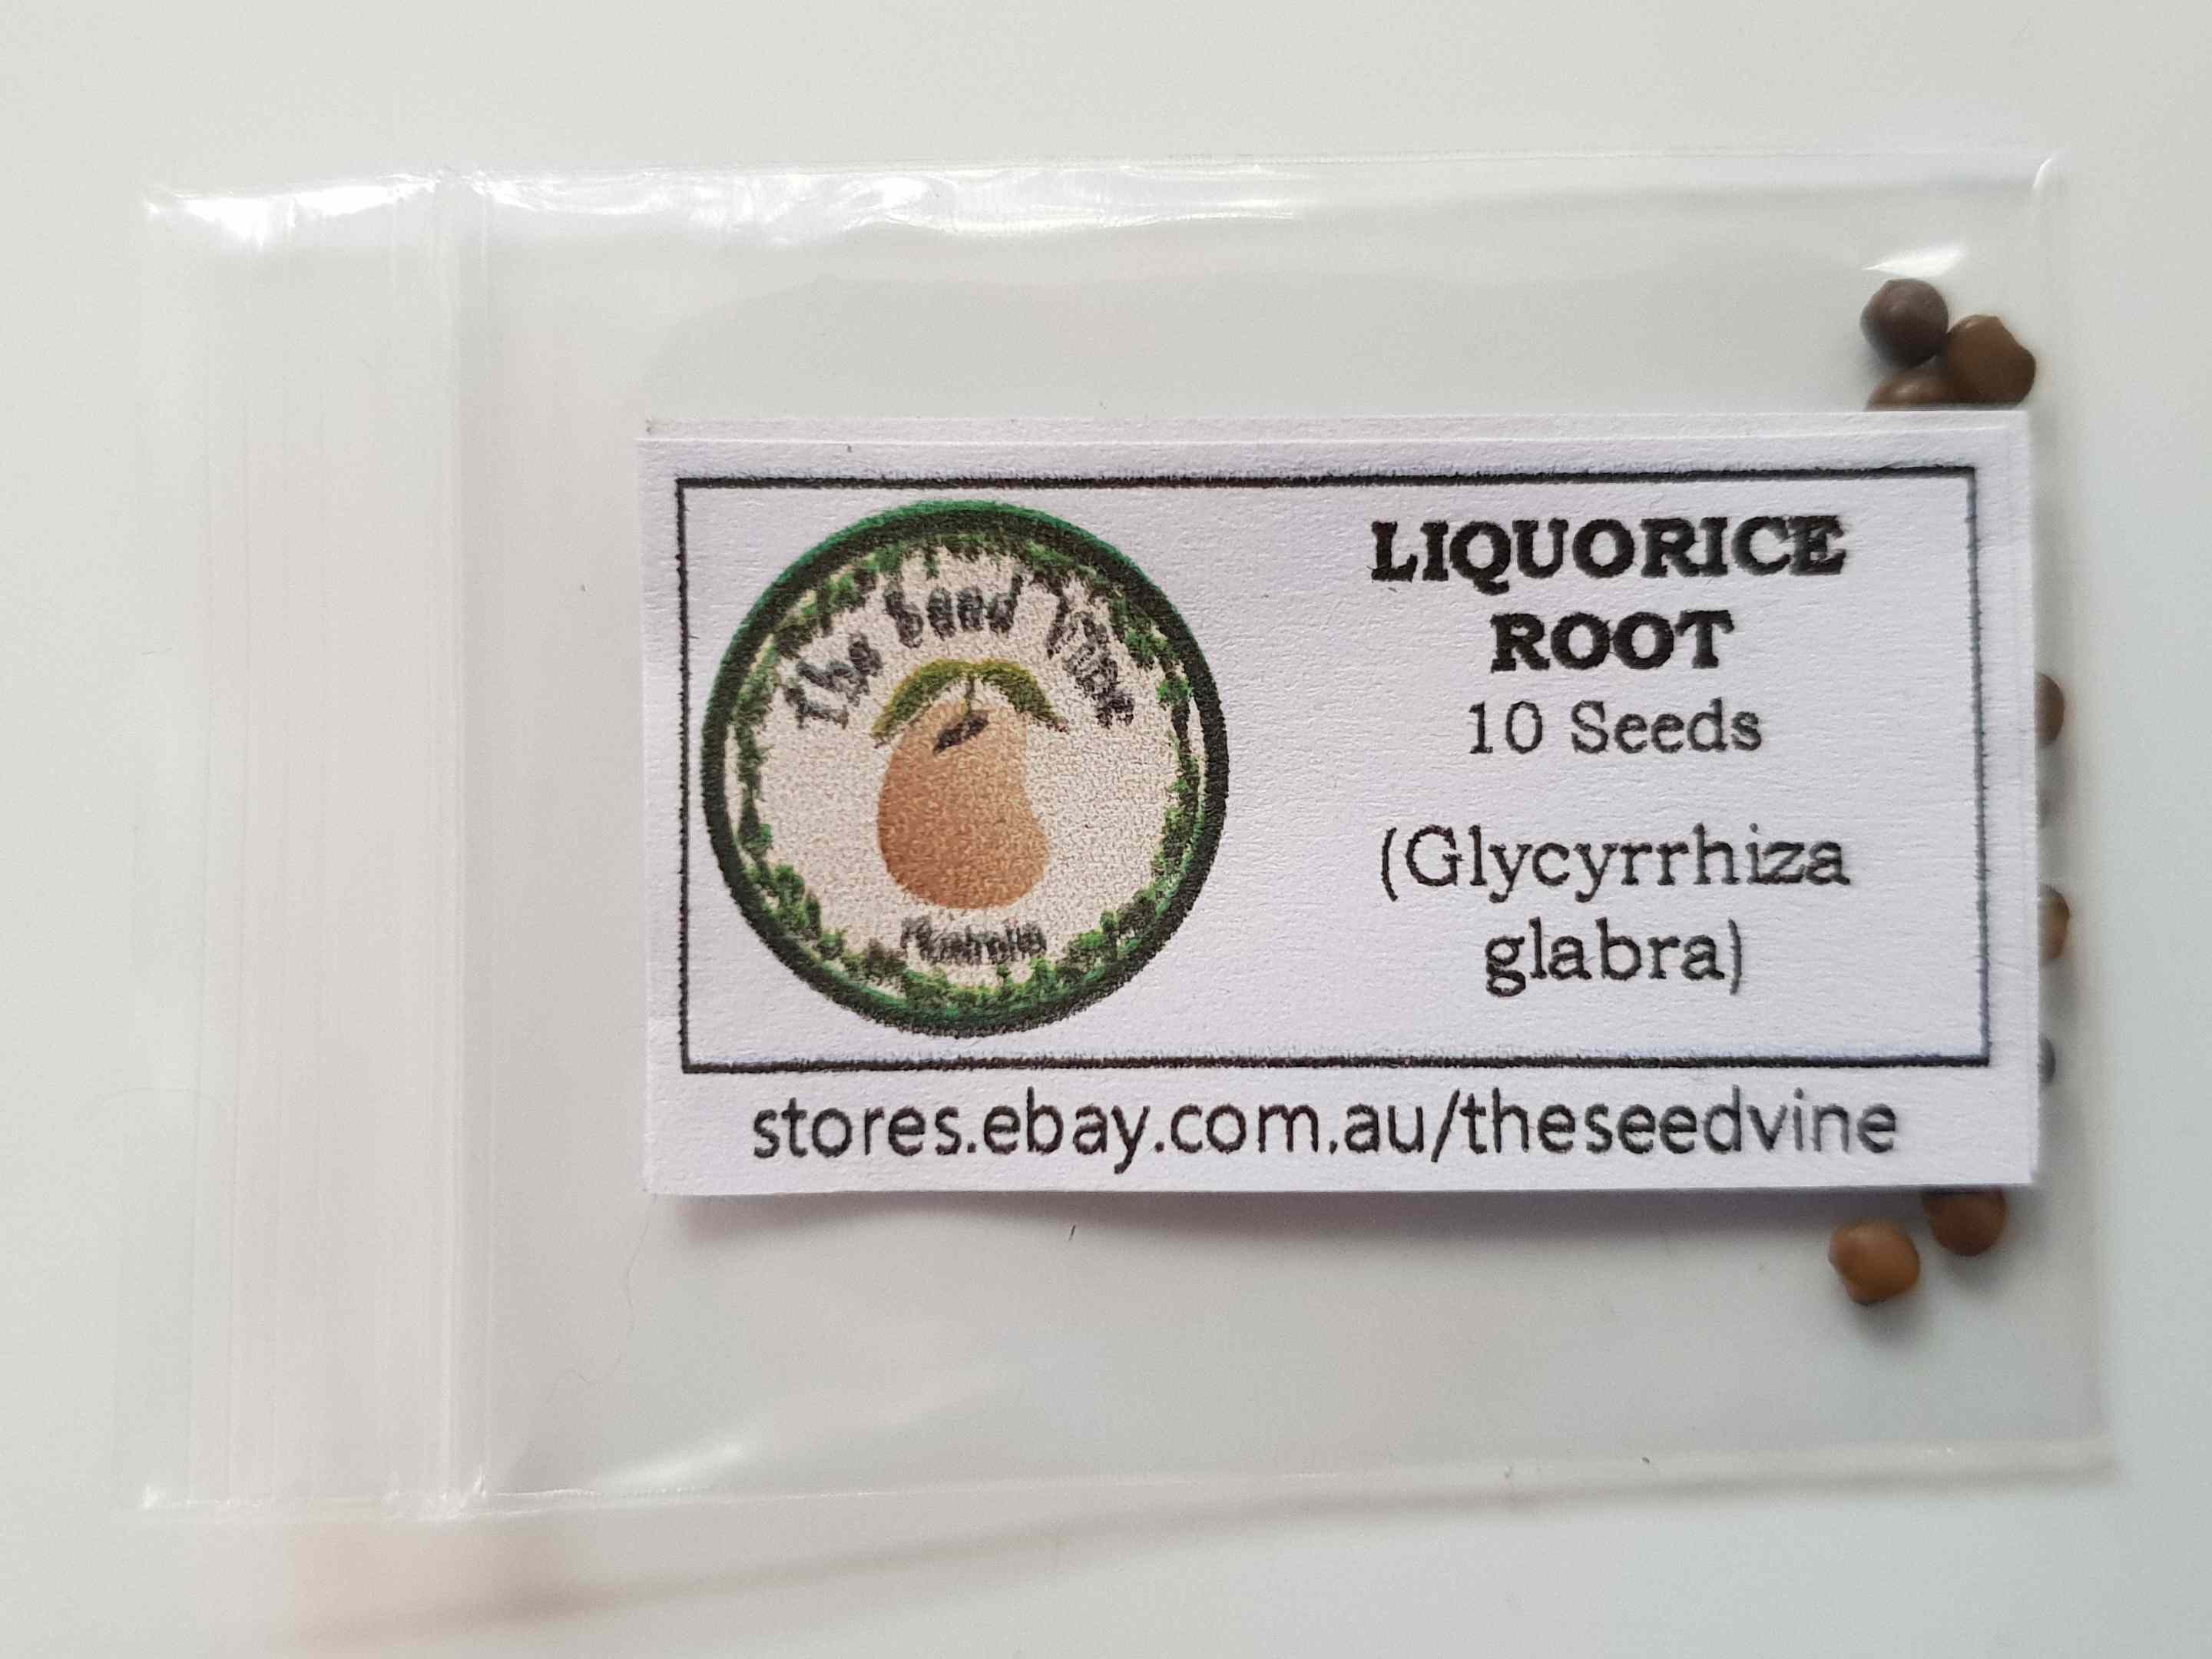 The Seed Vine
Australia
LIQUORICE
ROOT
10 Seeds
(Glycyrrhiza
glabra)
stores.ebay.com.au/theseedvine